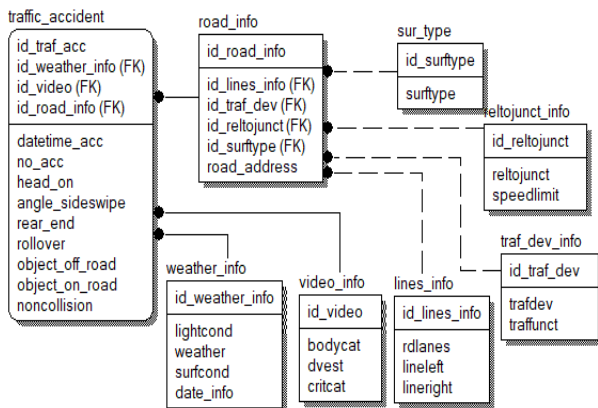 traffic_accident
id_traf_acc
id_weather_info (FK)
id_video (FK)
id_road_info (FK)
datetime_acc
no_acc
head_on
angle_sideswipe
rear_end
rollover
object_off_road
object_on_road
noncollision
road_info
id_road_info
id_lines_info (FK)
id_traf_dev (FK)
id_reltojunct (FK)
id_surftype (FK)
road_address
sur_type
id_surftype
surftype
reltojunct_info
id_reltojunct
reltojunct
speedlimit
traf_dev_info
id_traf_dev
trafdev
traffunct
weather_info
id_weather_info
lightcond
weather
surfcond
date_info
video_info
id_video
bodycat
dvest
critcat
lines_info
id_lines_info
rdlanes
lineleft
lineright